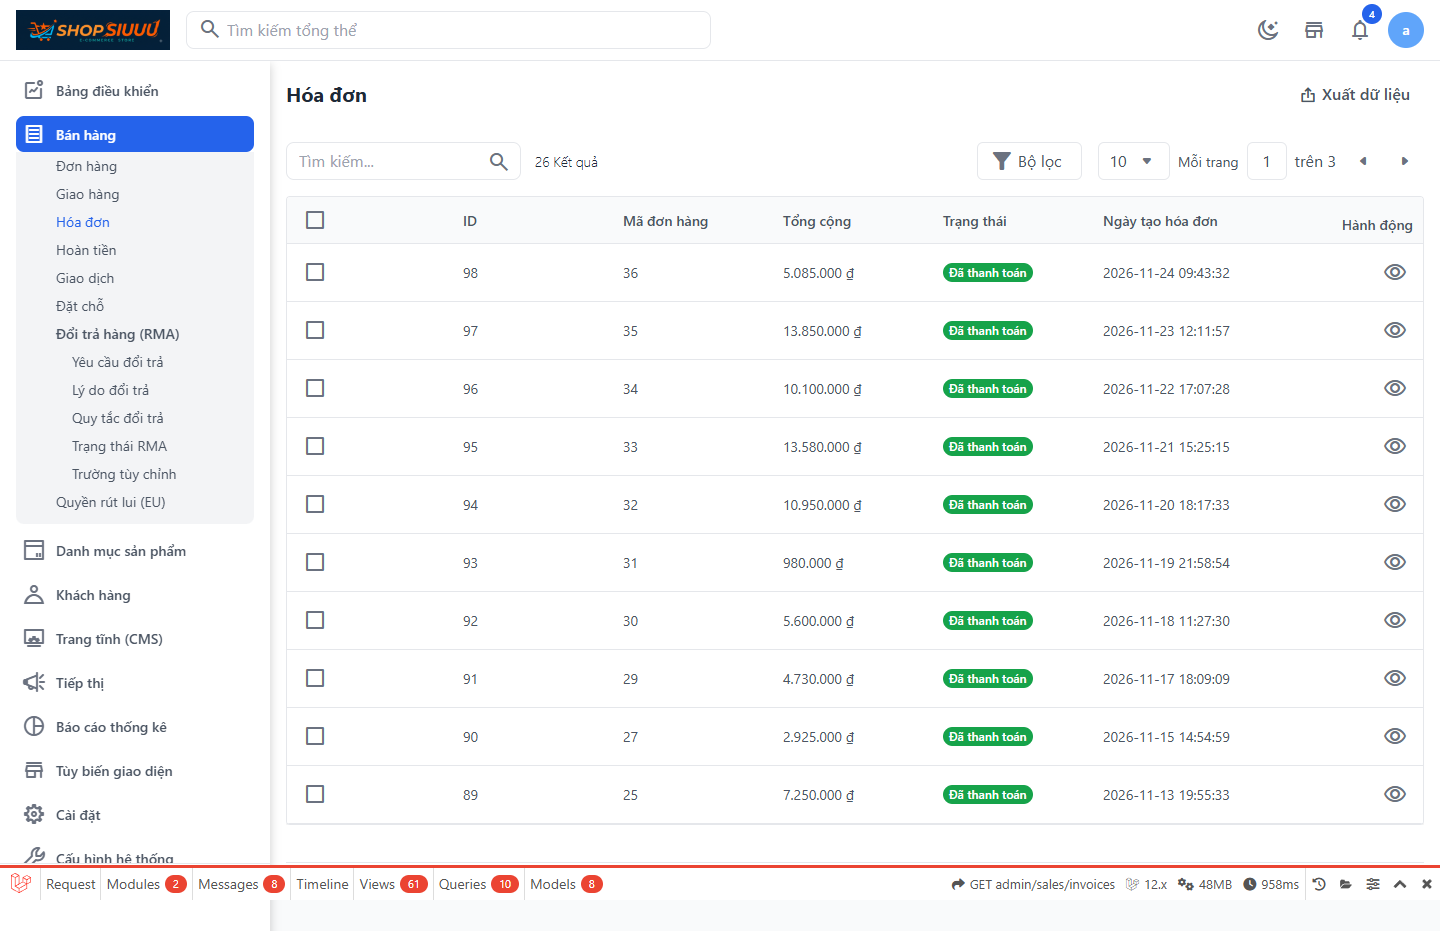 SHOP SIUUU
E-COMMERCE STORE
Tìm kiếm tổng thể
4
a
Bảng điều khiển
Bán hàng
Đơn hàng
Giao hàng
Hóa đơn
Hoàn tiền
Giao dịch
Đặt chỗ
Đổi trả hàng (RMA)
Yêu cầu đổi trả
Lý do đổi trả
Quy tắc đổi trả
Trạng thái RMA
Trường tùy chỉnh
Quyền rút lui (EU)
Danh mục sản phẩm
Khách hàng
Trang tĩnh (CMS)
Tiếp thị
Báo cáo thống kê
Tùy biến giao diện
Cài đặt
Cấu hình hệ thống
Hóa đơn
Xuất dữ liệu
Tìm kiếm...
26 Kết quả
Bộ lọc
10
Mỗi trang
1
trên 3
ID Mã đơn hàng Tổng cộng Trạng thái Ngày tạo hóa đơn Hành động
98 36 5.085.000 ₫ Đã thanh toán 2026-11-24 09:43:32
97 35 13.850.000 ₫ Đã thanh toán 2026-11-23 12:11:57
96 34 10.100.000 ₫ Đã thanh toán 2026-11-22 17:07:28
95 33 13.580.000 ₫ Đã thanh toán 2026-11-21 15:25:15
94 32 10.950.000 ₫ Đã thanh toán 2026-11-20 18:17:33
93 31 980.000 ₫ Đã thanh toán 2026-11-19 21:58:54
92 30 5.600.000 ₫ Đã thanh toán 2026-11-18 11:27:30
91 29 4.730.000 ₫ Đã thanh toán 2026-11-17 18:09:09
90 27 2.925.000 ₫ Đã thanh toán 2026-11-15 14:54:59
89 25 7.250.000 ₫ Đã thanh toán 2026-11-13 19:55:33
Request Modules 2 Messages 8 Timeline Views 61 Queries 10 Models 8 GET admin/sales/invoices 12.x 48MB 958ms